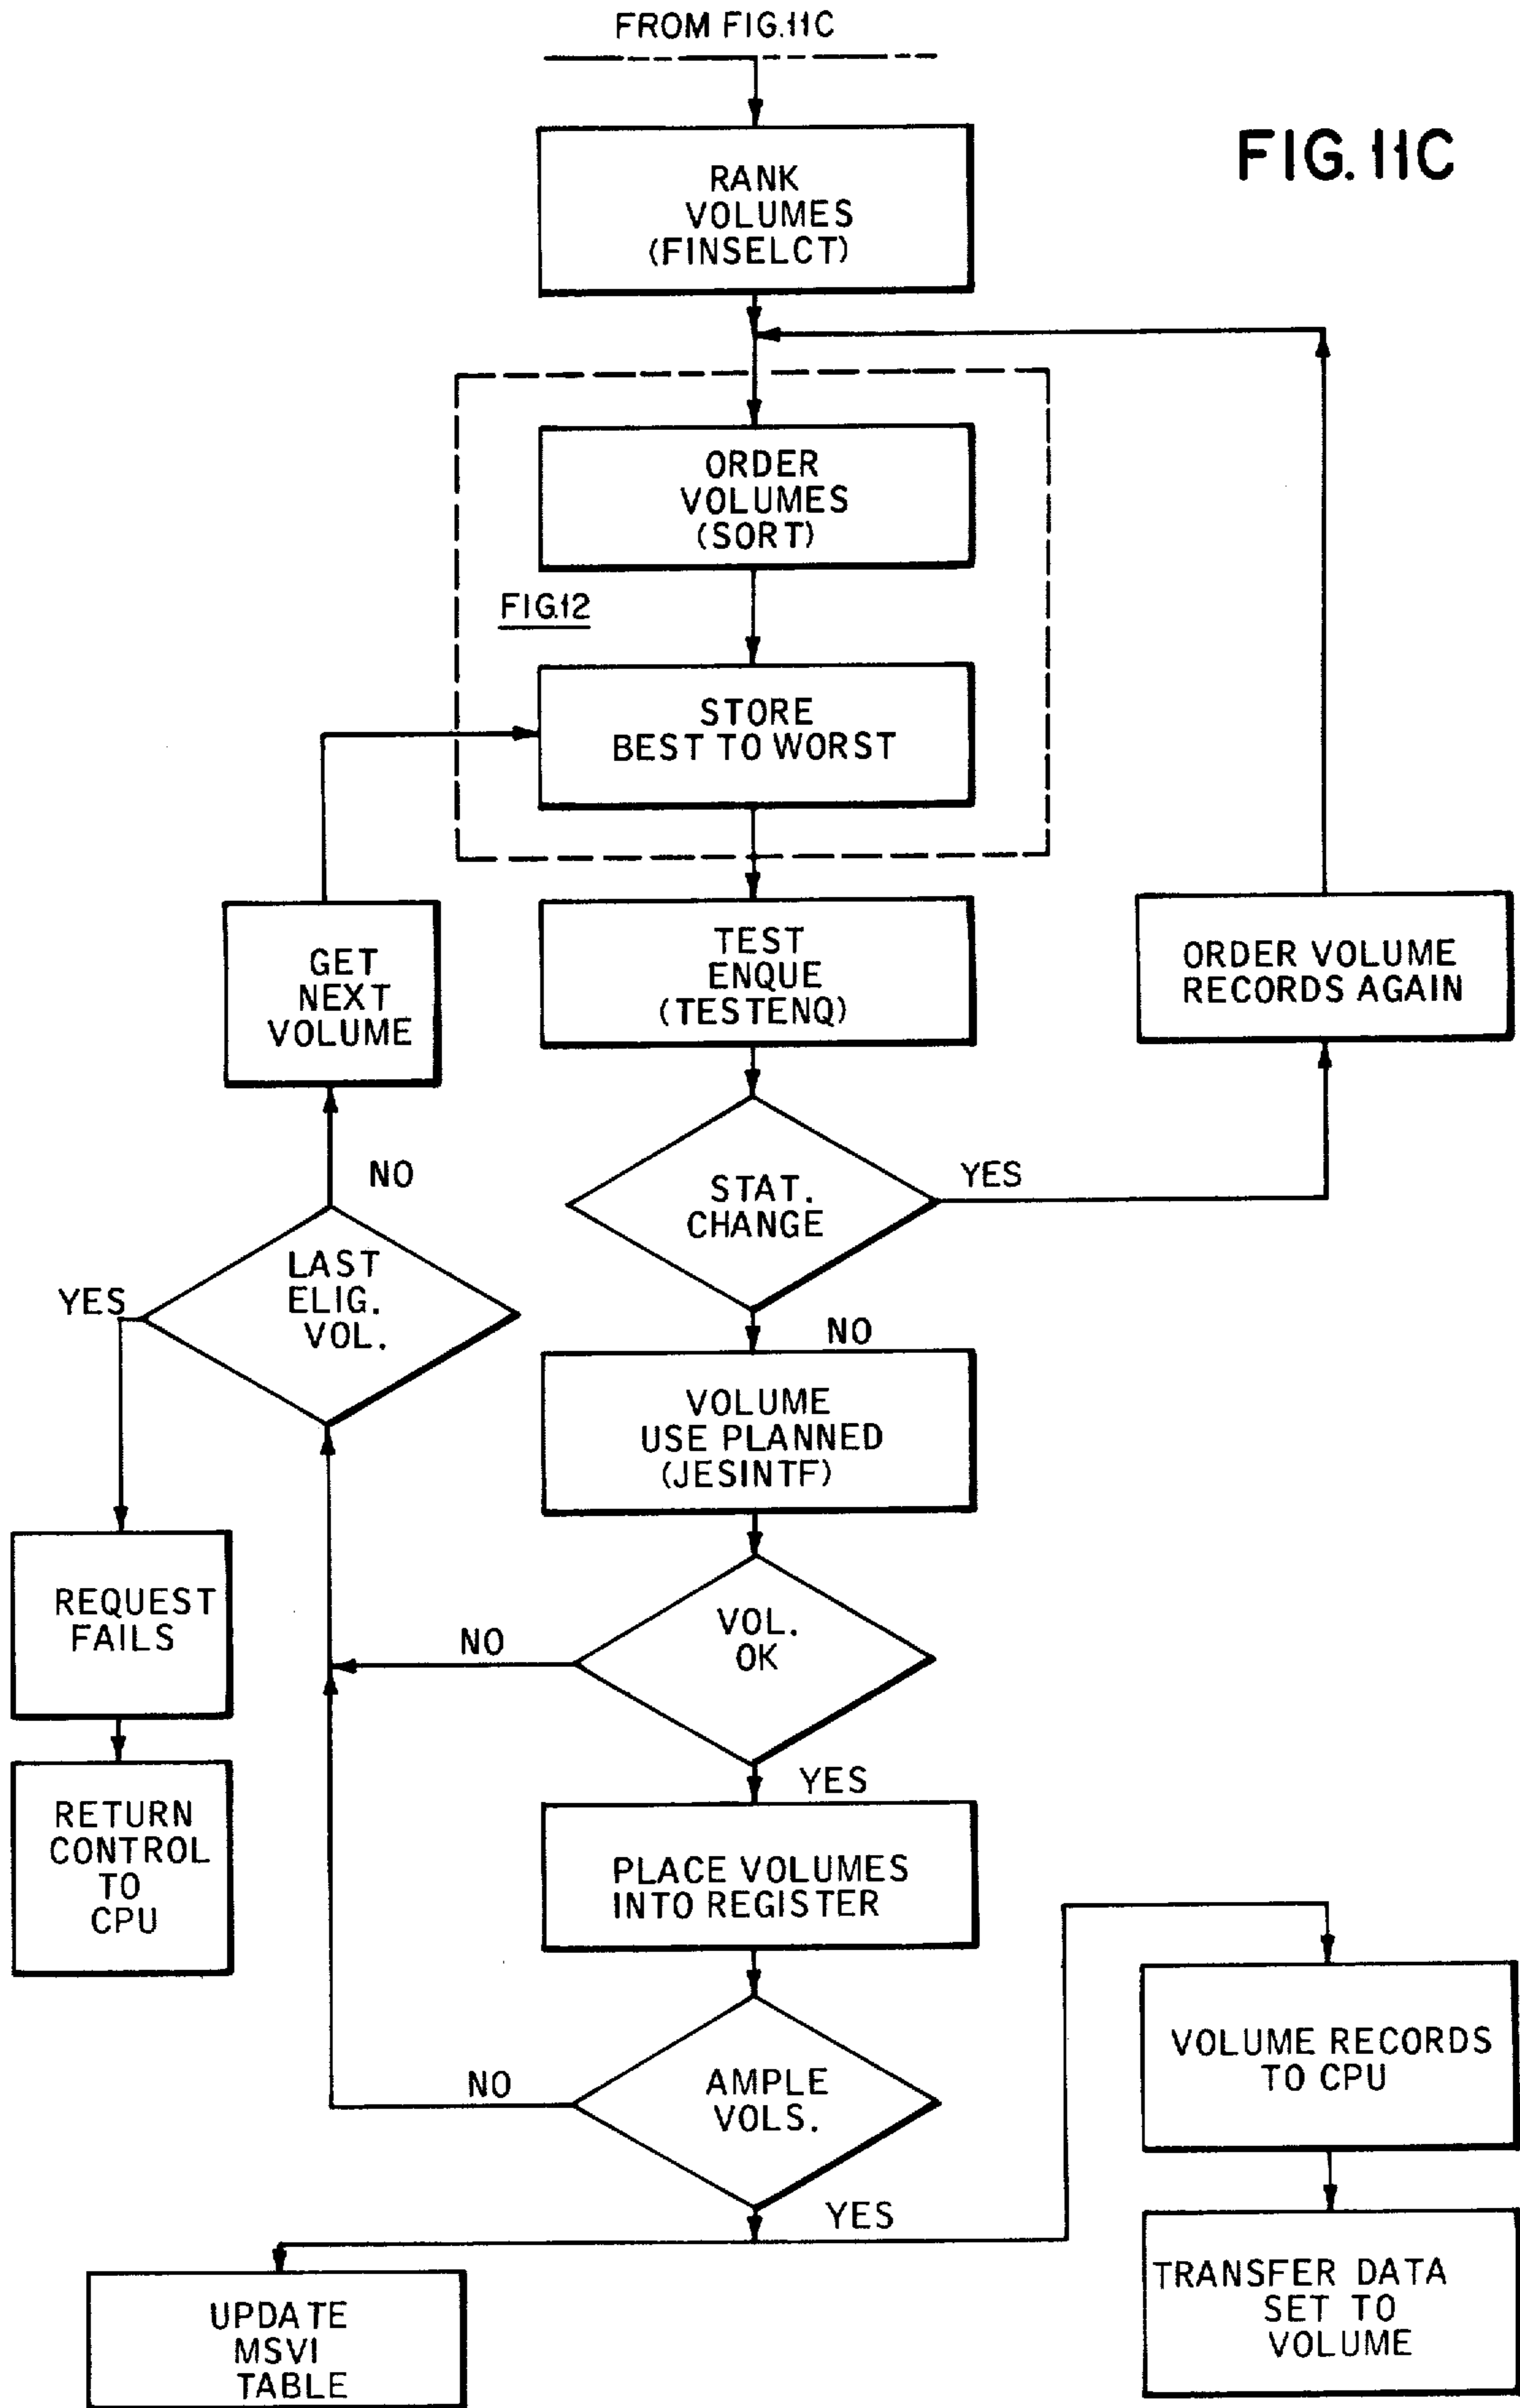 FROM FIG.11C
FIG. 11C
RANK
VOLUMES
(FINSELCT)
ORDER
VOLUMES
(SORT)
FIG.12
STORE
BEST TO WORST
GET
NEXT
VOLUME
TEST
ENQUE
(TESTENQ)
ORDER VOLUME
RECORDS AGAIN
NO
STAT.
CHANGE
YES
LAST
ELIG.
VOL.
YES
NO
VOLUME
USE PLANNED
(JESINTF)
REQUEST
FAILS
VOL.
OK
NO
YES
RETURN
CONTROL
TO
CPU
PLACE VOLUMES
INTO REGISTER
AMPLE
VOLS.
NO
YES
VOLUME RECORDS
TO CPU
TRANSFER DATA
SET TO
VOLUME
UPDATE
MSVI
TABLE